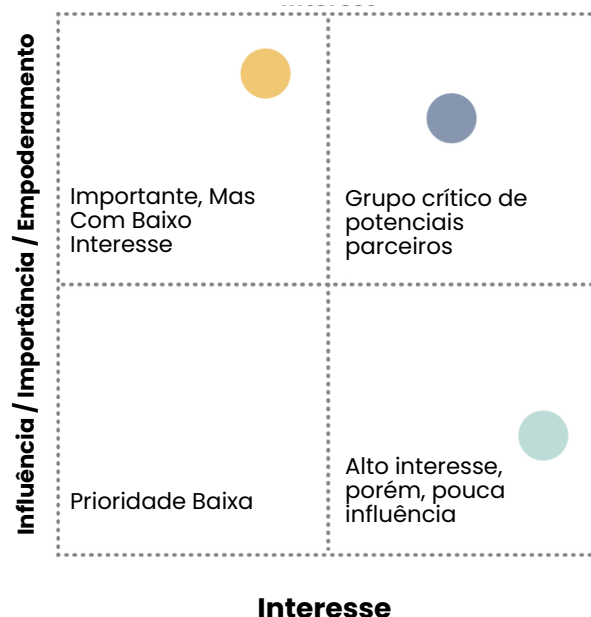 Influência / Importância / Empoderamento
Importante, Mas
Com Baixo
Interesse
Grupo crítico de
potenciais
parceiros
Prioridade Baixa
Alto interesse,
porém, pouca
influência
Interesse